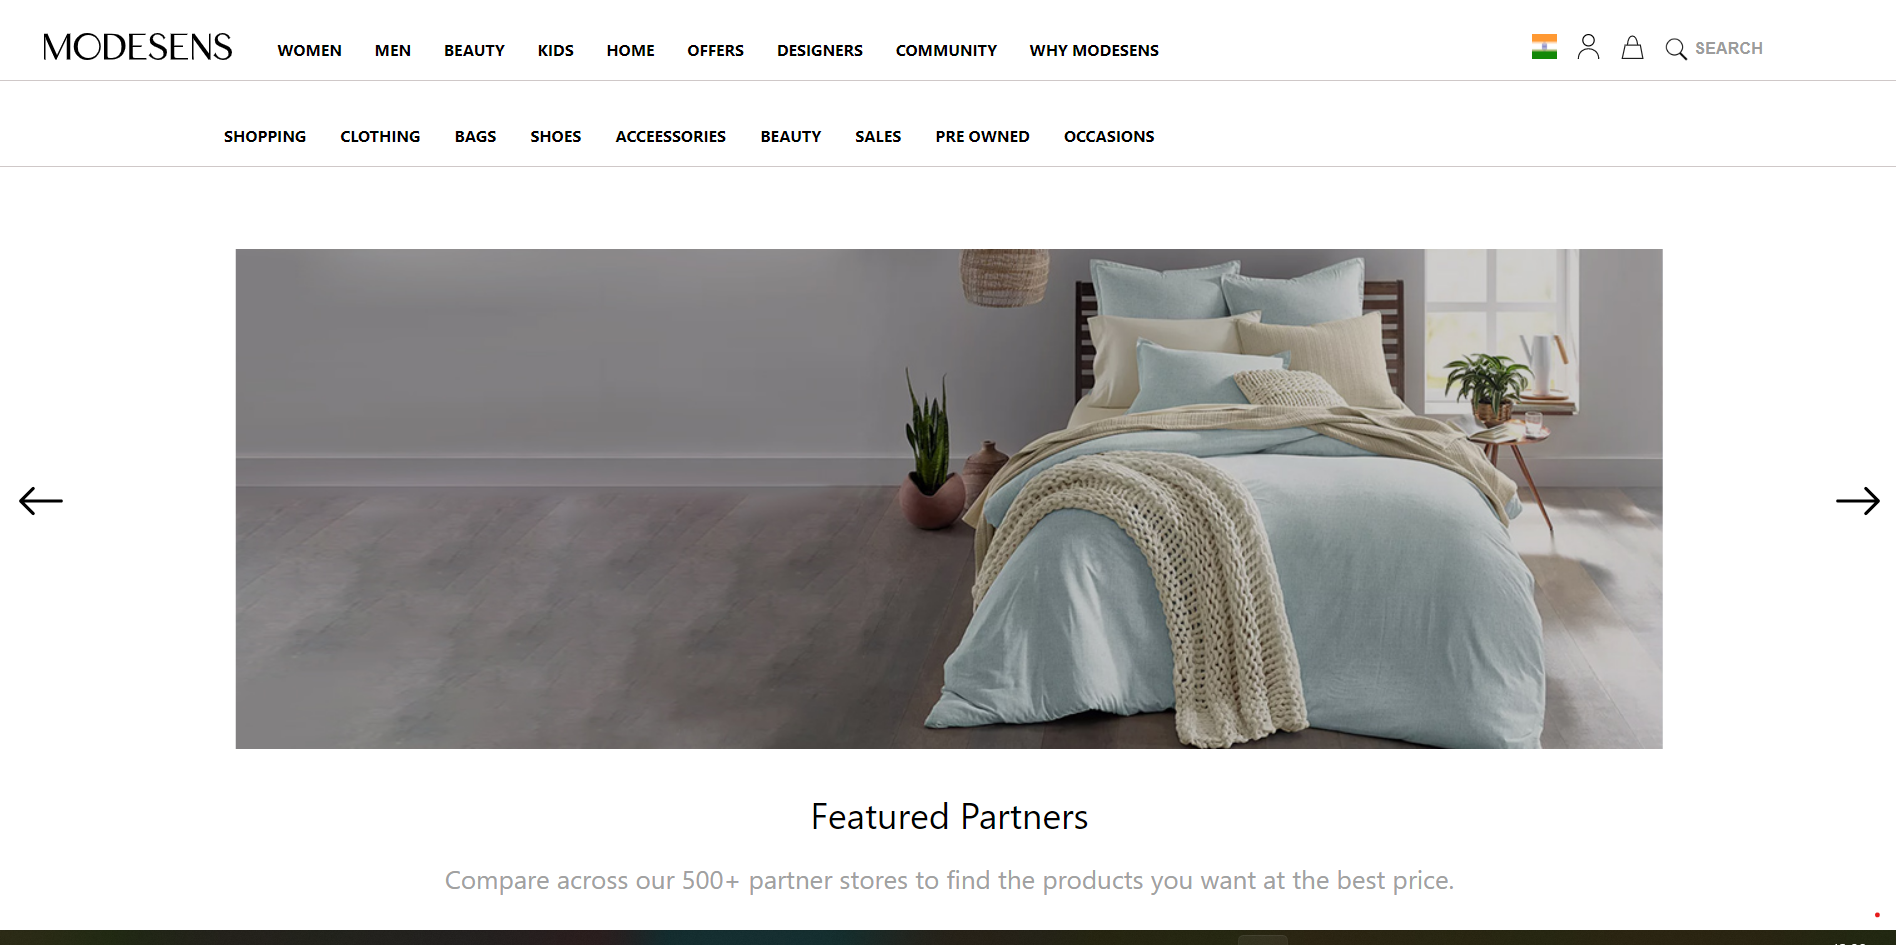 MODESENS WOMEN MEN BEAUTY KIDS HOME OFFERS DESIGNERS COMMUNITY WHY MODESENS SEARCH
SHOPPING CLOTHING BAGS SHOES ACCEESSORIES BEAUTY SALES PRE OWNED OCCASIONS
Featured Partners
Compare across our 500+ partner stores to find the products you want at the best price.